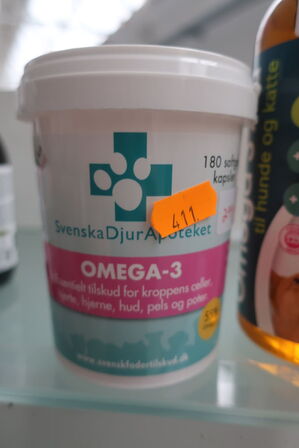 180 softgel
kapsler
411.
SvenskaDjurApoteket
OMEGA-3
Essentielt tilskud for kroppens celler,
hjerte, hjerne, hud, pels og poter.
www.svenskfodertilskud.dk
til hunde og katte